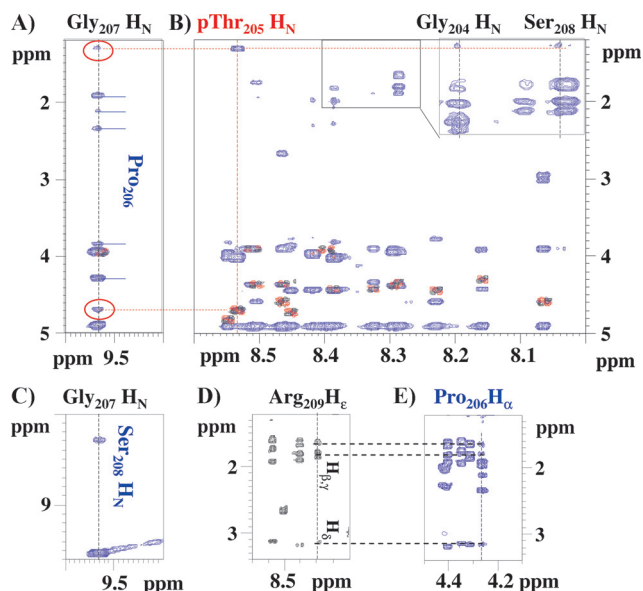 A) Gly207 HN
B) pThr205 HN Gly204 HN Ser208 HN
ppm
2
3
4
5
Pro206
ppm 9.5
ppm 8.5 8.4 8.3 8.2 8.1 ppm
ppm
2
3
4
5
C) Gly207 HN
D) Arg209Hε
E) Pro206Hα
ppm
9
Ser208 HN
ppm
2
3
Hβ,γ
Hδ
ppm
2
3
9.5 ppm
8.5 ppm
4.4 4.2 ppm